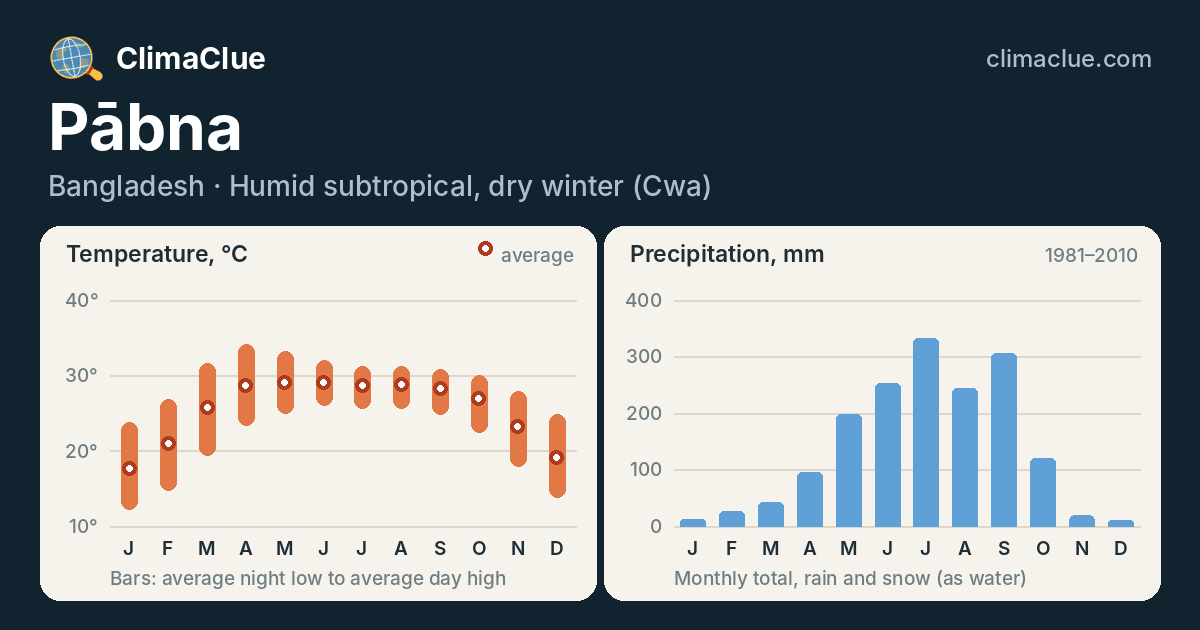 ClimaClue
climaclue.com
Pābna
Bangladesh · Humid subtropical, dry winter (Cwa)
Temperature, °C
average
40°
30°
20°
10°
J F M A M J J A S O N D
Bars: average night low to average day high
Precipitation, mm
1981–2010
400
300
200
100
0
J F M A M J J A S O N D
Monthly total, rain and snow (as water)